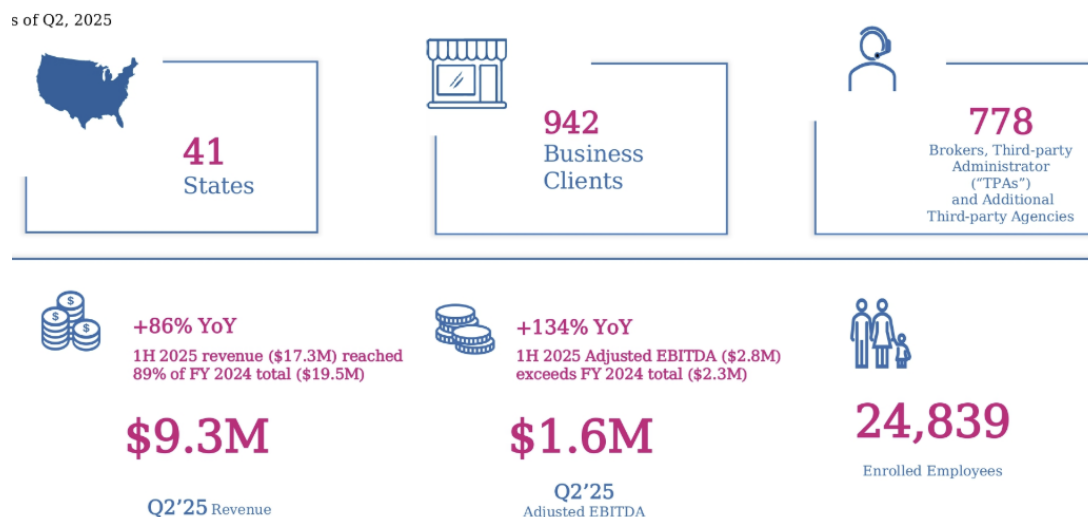 s of Q2, 2025
41
States
942
Business
Clients
778
Brokers, Third-party
Administrator
(“TPAs”)
and Additional
Third-party Agencies
+86% YoY
1H 2025 revenue ($17.3M) reached
89% of FY 2024 total ($19.5M)
$9.3M
Q2’25 Revenue
+134% YoY
1H 2025 Adjusted EBITDA ($2.8M)
exceeds FY 2024 total ($2.3M)
$1.6M
Q2’25
Adjusted EBITDA
24,839
Enrolled Employees